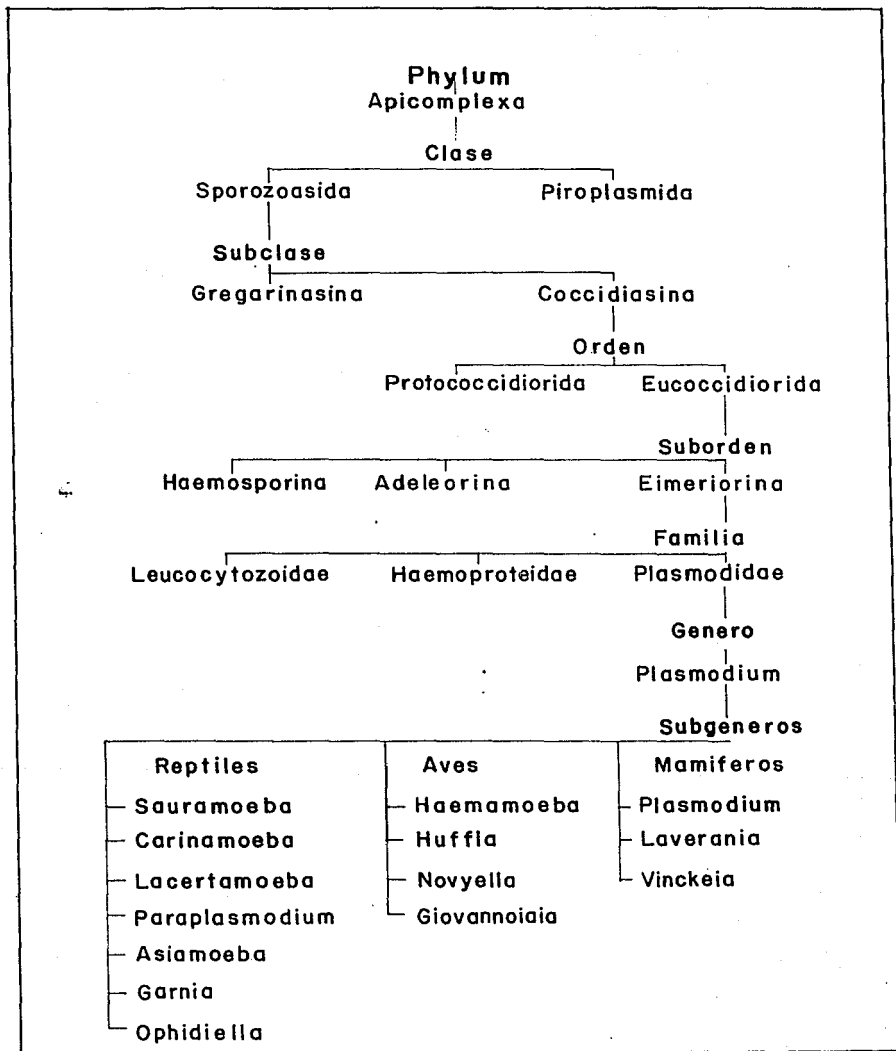 Phylum
Apicomplexa
Clase
Sporozoasida Piroplasmida
Subclase
Gregarinasina Coccidiasina
Orden
Protococcidiorida Eucoccidiorida
Suborden
Haemosporina Adeleorina Eimeriorina
Familia
Leucocytozoidae Haemoproteidae Plasmodidae
Genero
Plasmodium
Subgeneros
Reptiles Aves Mamiferos
Sauramoeba Haemamoeba Plasmodium
Carinamoeba Huffia Laverania
Lacertamoeba Novyella Vinckeia
Paraplasmodium Giovannoiaia
Asiamoeba
Garnia
Ophidiella